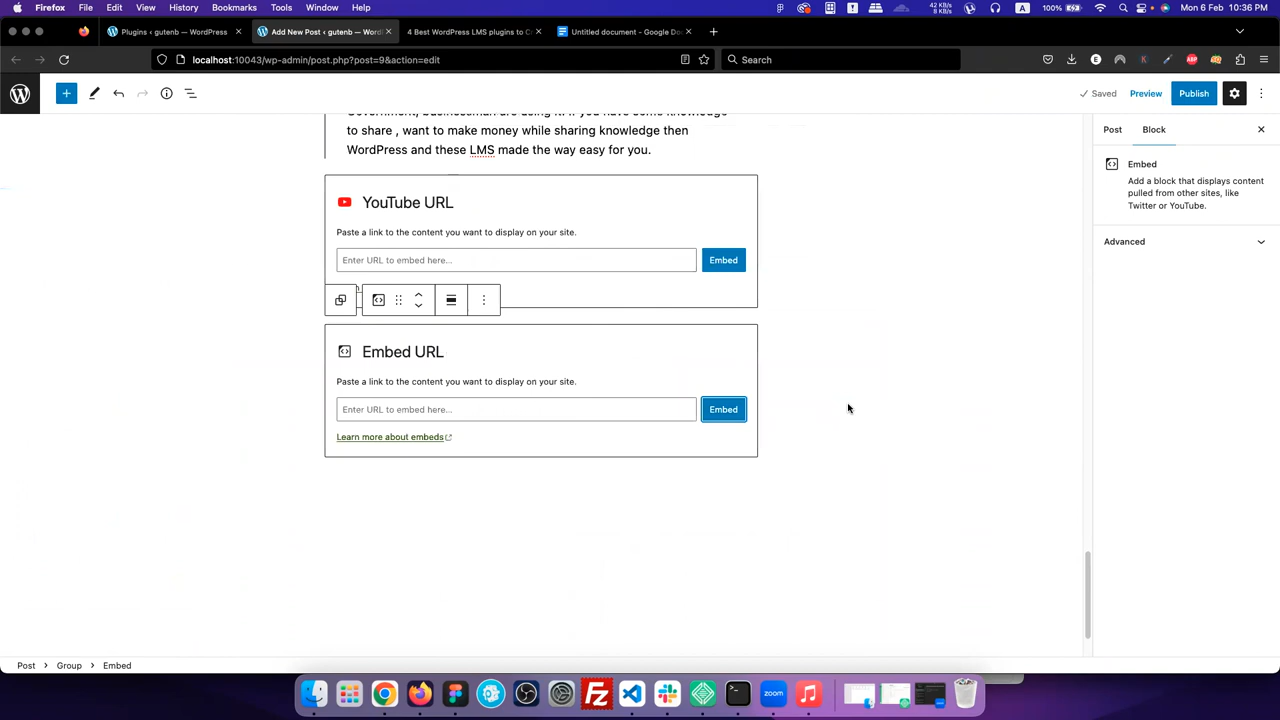 Firefox File Edit View History Bookmarks Tools Window Help 42 KB/s KB/s A 100% Mon 6 Feb 10:36 PM
Plugins ‹ gutenb — WordPress × Add New Post ‹ gutenb — Wor × 4 Best WordPress LMS plugins to C × Untitled document - Google Do ×
localhost:10043/wp-admin/post.php?post=9&action=edit Search
Saved Preview Publish
to share , want to make money while sharing knowledge then
WordPress and these LMS made the way easy for you.
YouTube URL
Paste a link to the content you want to display on your site.
Enter URL to embed here... Embed
Embed URL
Paste a link to the content you want to display on your site.
Enter URL to embed here... Embed
Learn more about embeds
Post Block
Embed
Add a block that displays content
pulled from other sites, like
Twitter or YouTube.
Advanced
Post > Group > Embed
zoom